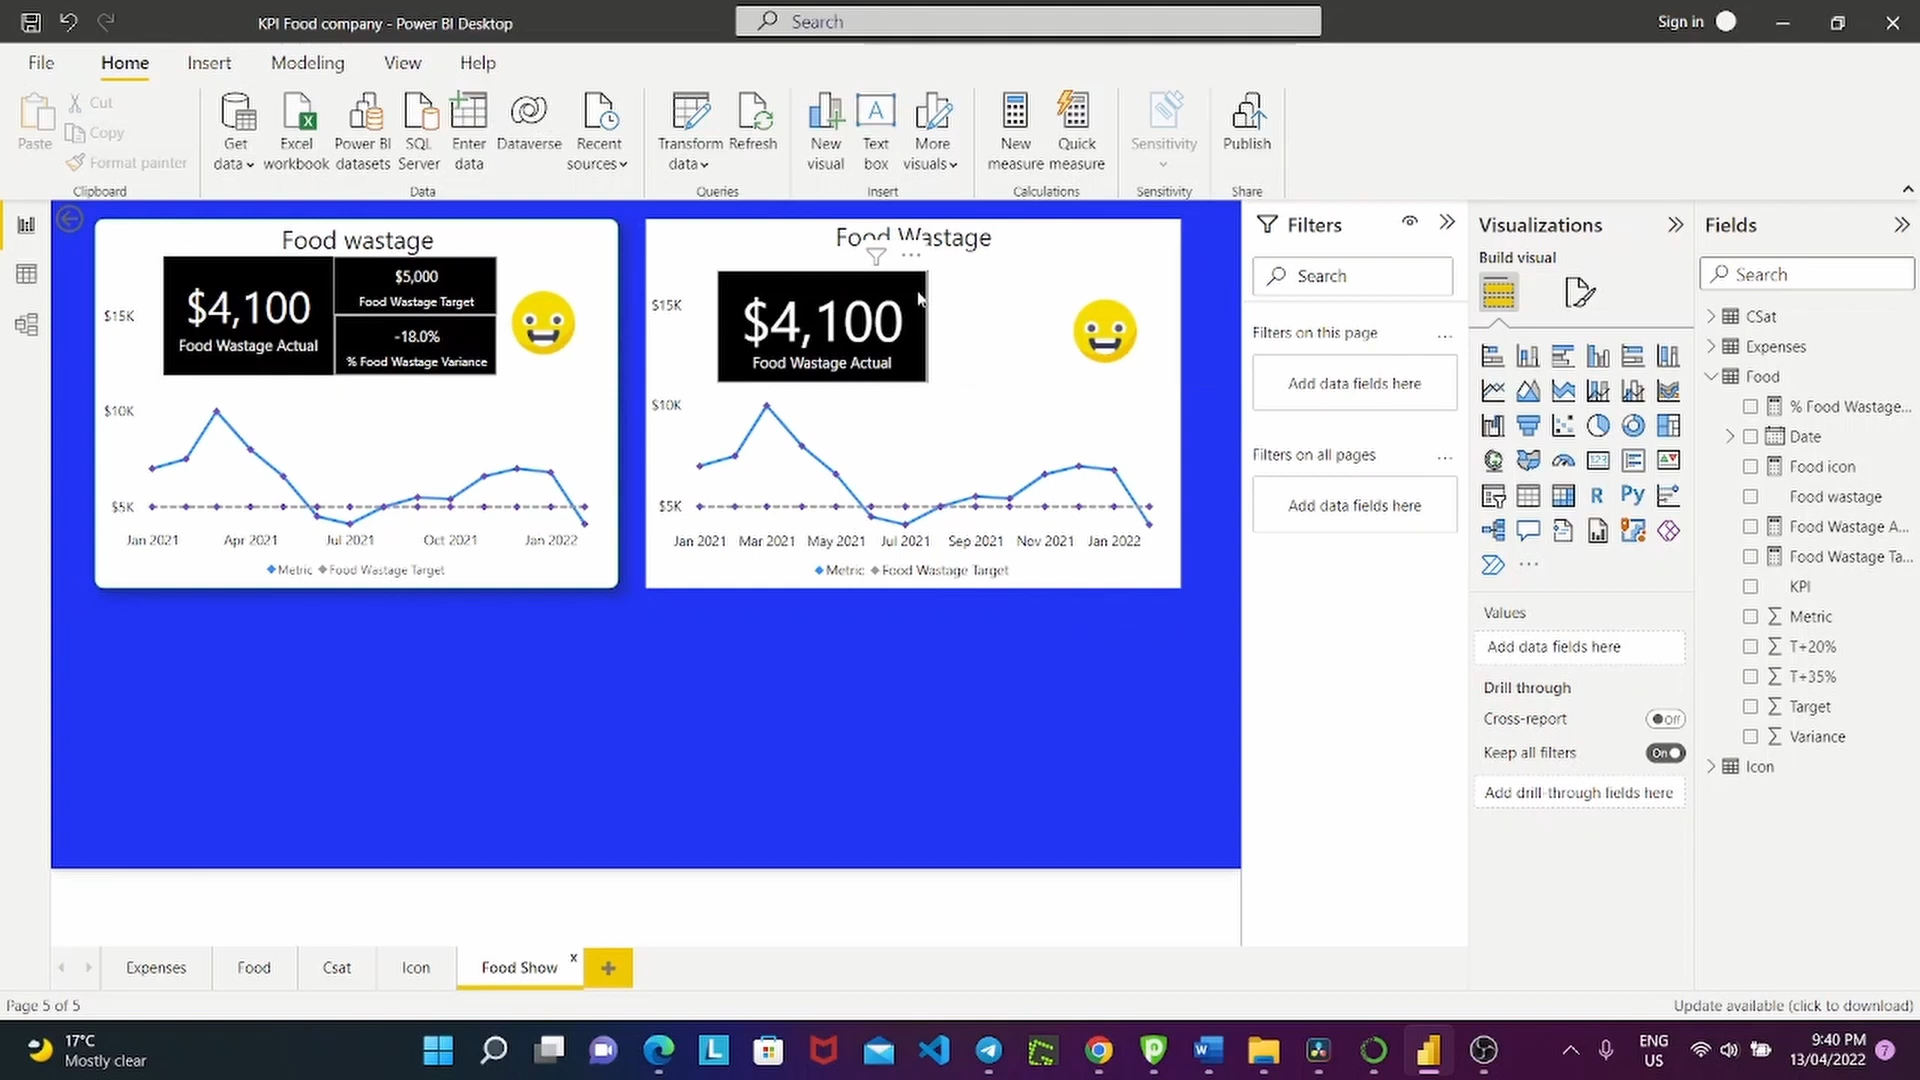 KPI Food company - Power BI Desktop
Search
Sign in
File
Home
Insert
Modeling
View
Help
Paste
Cut
Copy
Format painter
Clipboard
Get data
Excel workbook
Power BI datasets
SQL Server
Enter data
Dataverse
Recent sources
Data
Transform data
Refresh
Queries
New visual
Text box
More visuals
Insert
New measure
Quick measure
Calculations
Sensitivity
Sensitivity
Publish
Share
Food wastage
$4,100
Food Wastage Actual
$5,000
Food Wastage Target
-18.0%
% Food Wastage Variance
$15K
$10K
$5K
Jan 2021
Apr 2021
Jul 2021
Oct 2021
Jan 2022
Metric
Food Wastage Target
Food Wastage
$4,100
Food Wastage Actual
$15K
$10K
$5K
Jan 2021
Mar 2021
May 2021
Jul 2021
Sep 2021
Nov 2021
Jan 2022
Metric
Food Wastage Target
Filters
Search
Filters on this page
...
Add data fields here
Filters on all pages
...
Add data fields here
Visualizations
Build visual
123
R
Py
...
Values
Add data fields here
Drill through
Cross-report
Off
Keep all filters
On
Add drill-through fields here
Fields
Search
CSat
Expenses
Food
% Food Wastage...
Date
Food icon
Food wastage
Food Wastage A...
Food Wastage Ta...
KPI
Metric
T+20%
T+35%
Target
Variance
Icon
Expenses
Food
Csat
Icon
Food Show
x
+
Page 5 of 5
Update available (click to download)
17°C
Mostly clear
ENG
US
9:40 PM
13/04/2022
7